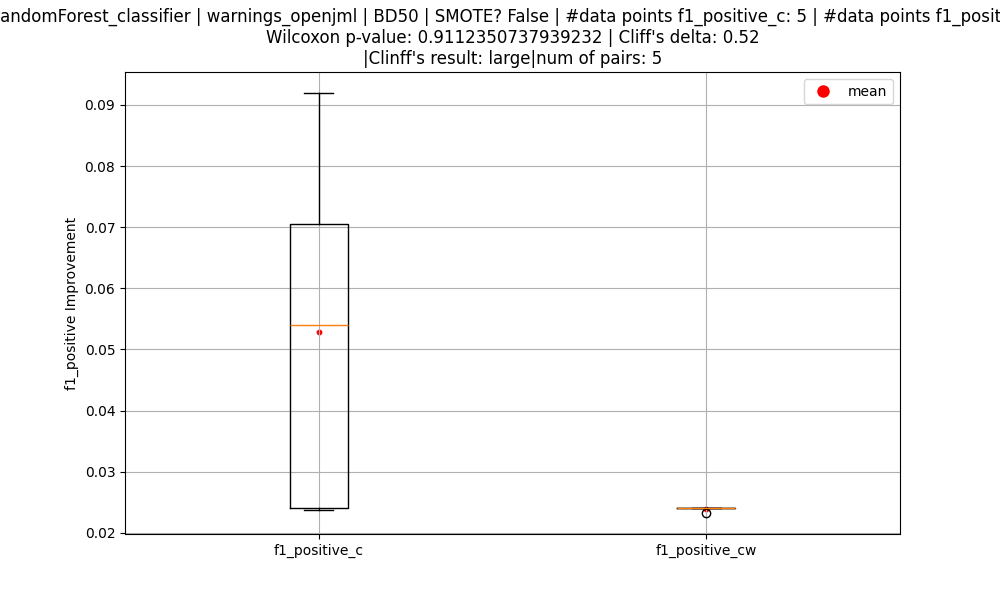 andomForest_classifier | warnings_openjml | BD50 | SMOTE? False | #data points f1_positive_c: 5 | #data points f1_posit
Wilcoxon p-value: 0.9112350737939232 | Cliff's delta: 0.52
|Clinff's result: large|num of pairs: 5
mean
0.09
0.08
0.07
0.06
0.05
0.04
0.03
0.02
f1_positive Improvement
f1_positive_c
f1_positive_cw